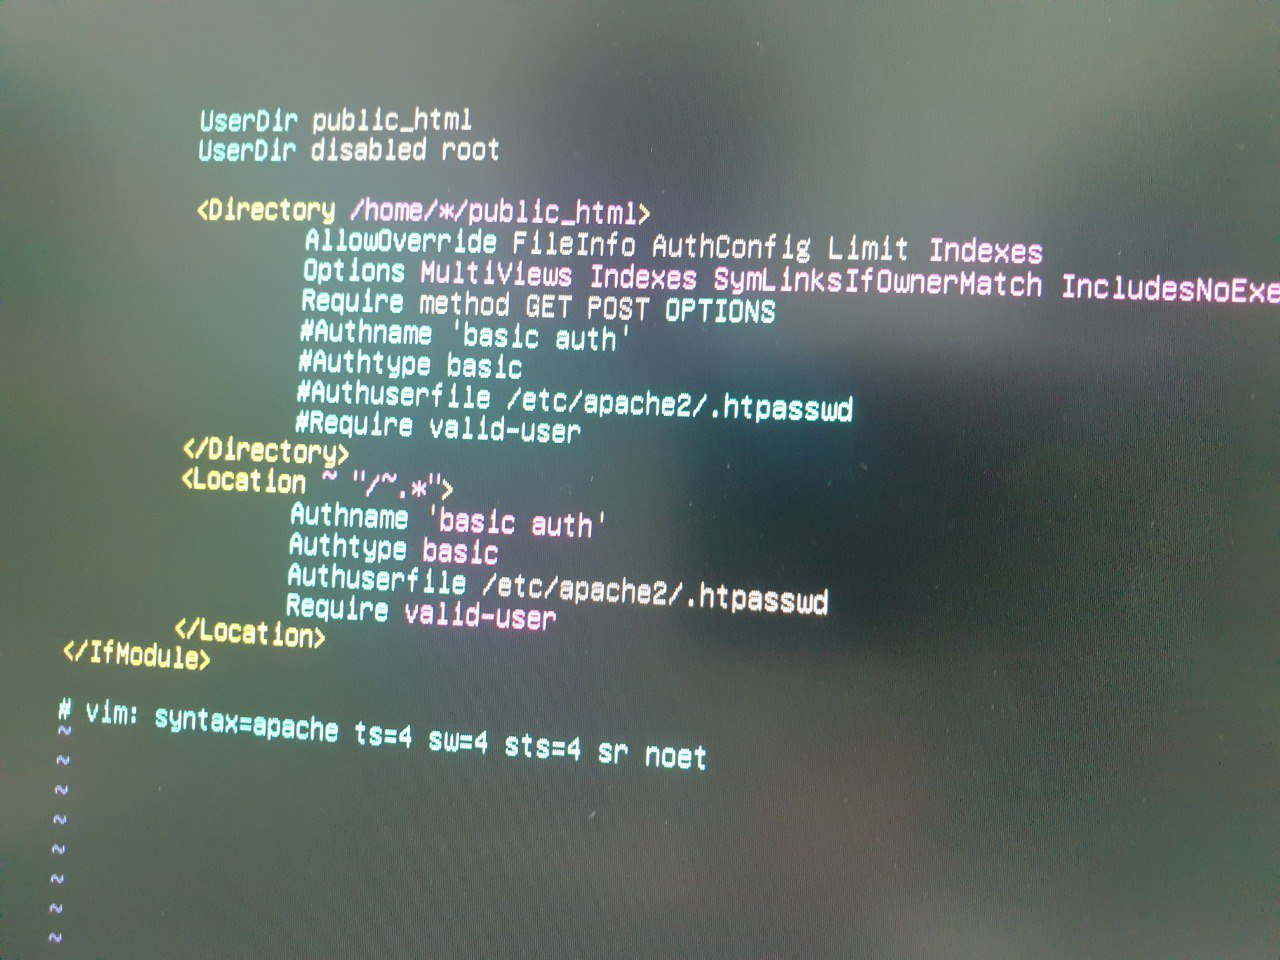 UserDir public_html
UserDir disabled root
<Directory /home/*/public_html>
AllowOverride FileInfo AuthConfig Limit Indexes
Options MultiViews Indexes SymLinksIfOwnerMatch IncludesNoExe
Require method GET POST OPTIONS
#Authname 'basic auth'
#Authtype basic
#Authuserfile /etc/apache2/.htpasswd
#Require valid-user
</Directory>
<Location ~ "/~.*">
Authname 'basic auth'
Authtype basic
Authuserfile /etc/apache2/.htpasswd
Require valid-user
</Location>
</IfModule>
# vim: syntax=apache ts=4 sw=4 sts=4 sr noet
~
~
~
~
~
~
~
~